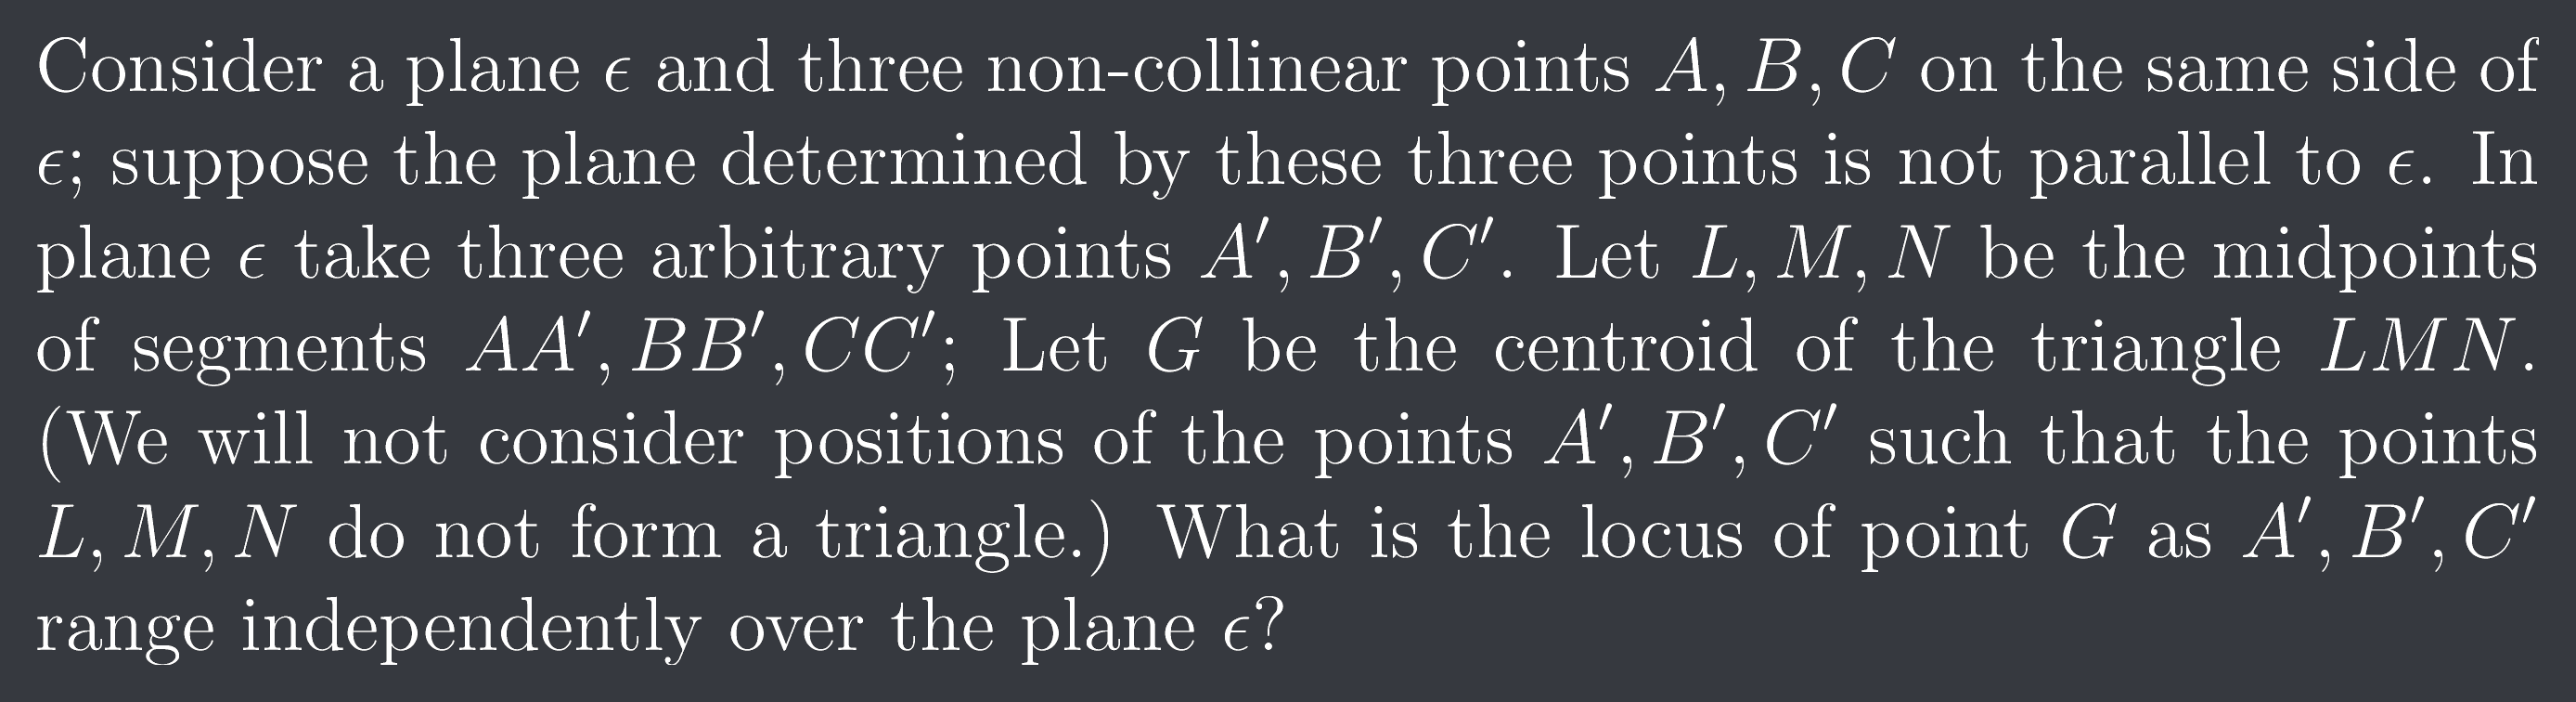 Consider a plane ϵ and three non-collinear points A, B, C on the same side of
ϵ; suppose the plane determined by these three points is not parallel to ϵ. In
plane ϵ take three arbitrary points A′, B′, C′. Let L, M, N be the midpoints
of segments AA′, BB′, CC′; Let G be the centroid of the triangle LMN.
(We will not consider positions of the points A′, B′, C′ such that the points
L, M, N do not form a triangle.) What is the locus of point G as A′, B′, C′
range independently over the plane ϵ?